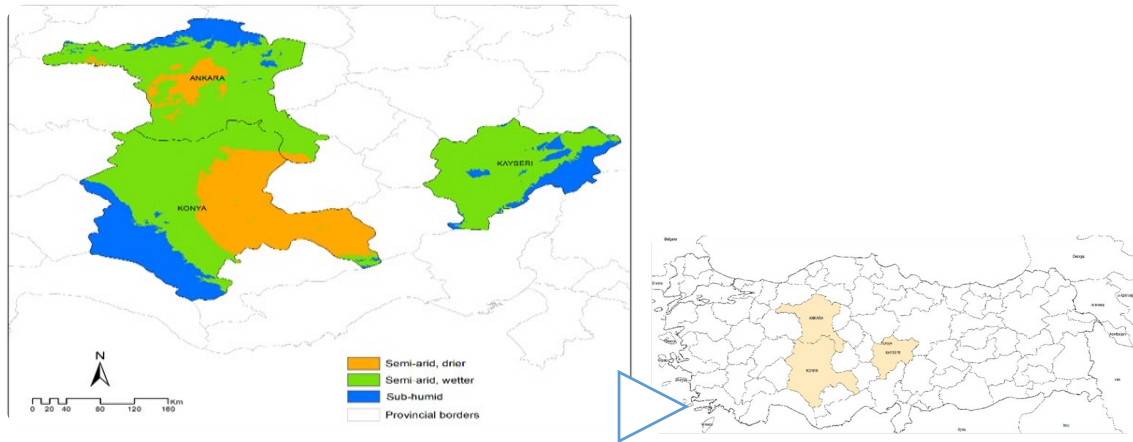 ANKARA
KAYSERI
KONYA
N
Semi-arid, drier
Semi-arid, wetter
Sub-humid
Provincial borders
0 20 40 80 120 160
Km
Georgia
ANKARA
KAYSERI
KONYA